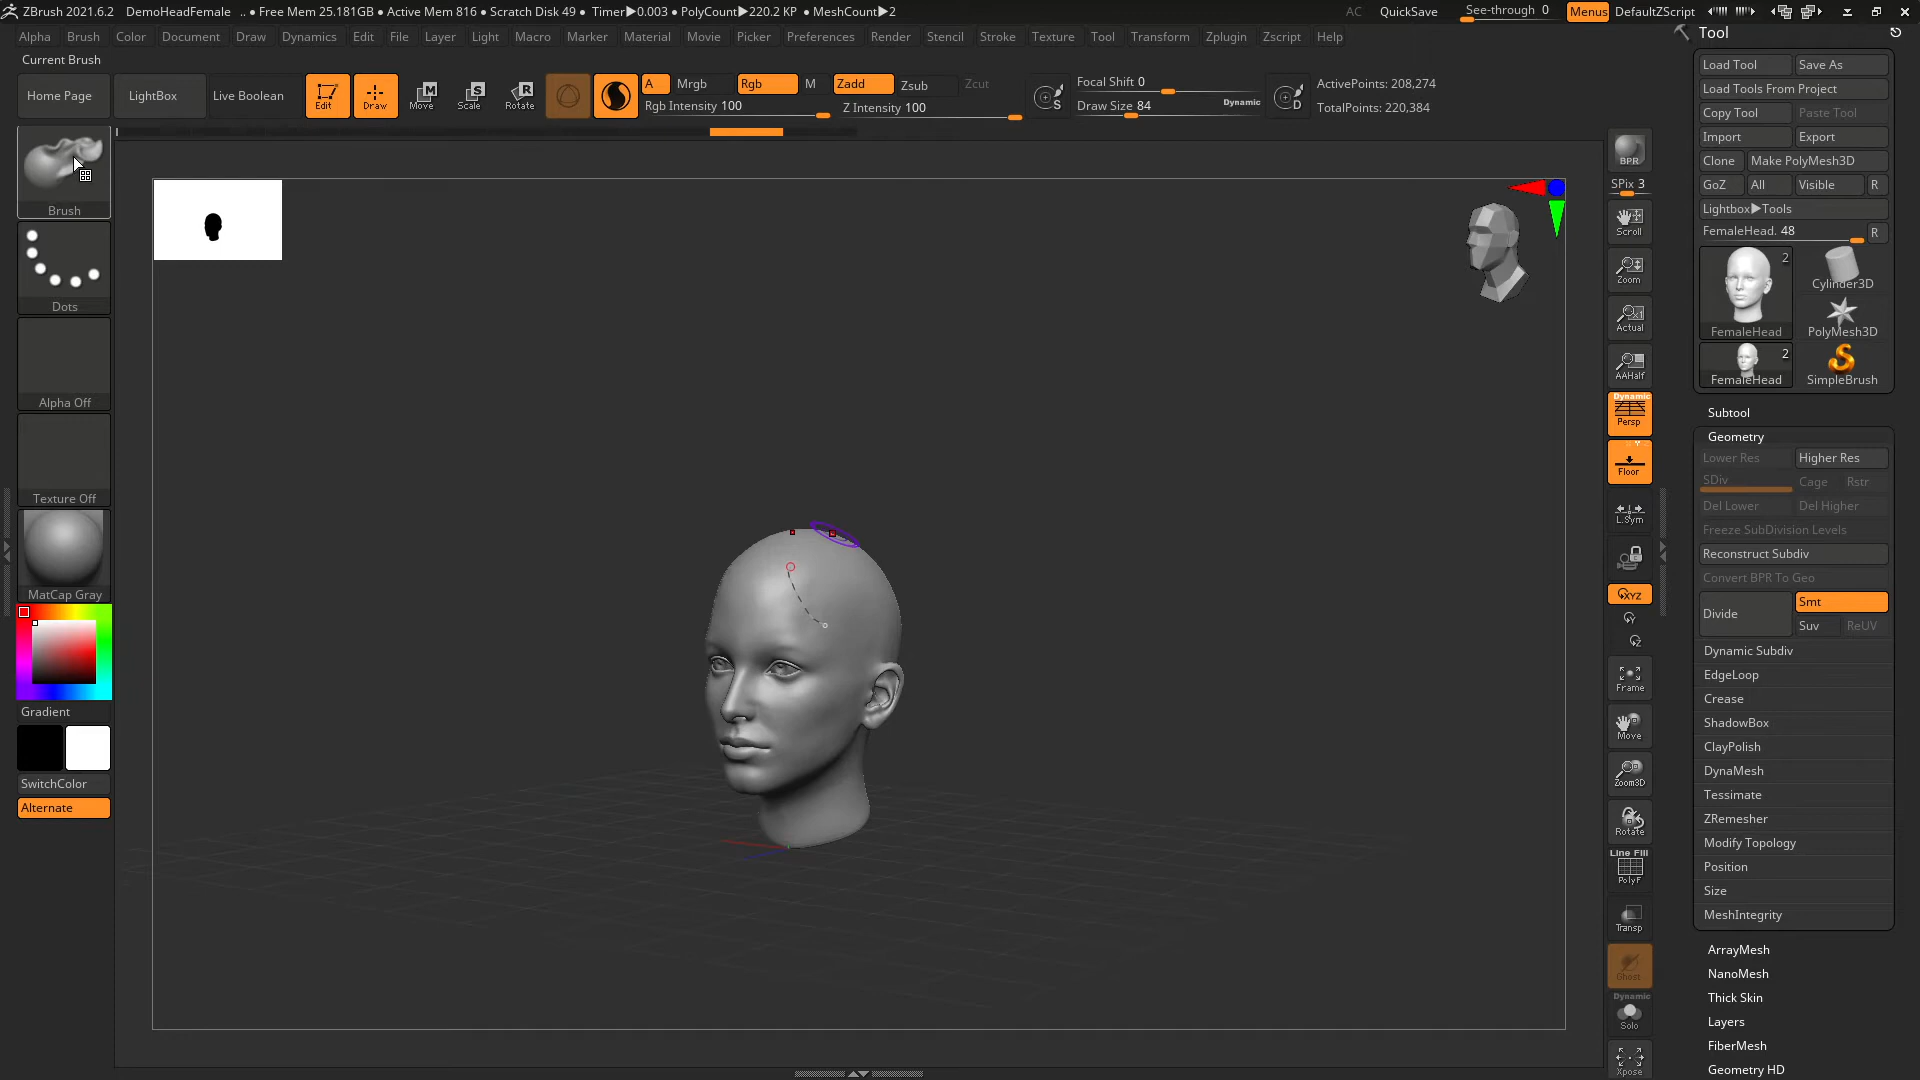 ZBrush 2021.6.2 DemoHeadFemale .. ● Free Mem 25.181GB ● Active Mem 816 ● Scratch Disk 49 ● Timer▶0.003 ● PolyCount▶220.2 KP ● MeshCount▶2 AC QuickSave See-through 0 Menus DefaultZScript
Alpha Brush Color Document Draw Dynamics Edit File Layer Light Macro Marker Material Movie Picker Preferences Render Stencil Stroke Texture Tool Transform Zplugin Zscript Help
Current Brush
Home Page LightBox Live Boolean Edit Draw Move Scale Rotate
M S R
A Mrgb Rgb M Zadd Zsub Zcut
Rgb Intensity 100 Z Intensity 100
S Focal Shift 0
Draw Size 84 Dynamic D
ActivePoints: 208,274
TotalPoints: 220,384
Brush
Dots
Alpha Off
Texture Off
MatCap Gray
Gradient
SwitchColor
Alternate
BPR
SPix 3
Scroll
Zoom
Actual
AAHalf
Dynamic
Persp
Floor
L.Sym
XYZ
Y
Z
Frame
Move
Zoom3D
Rotate
Line Fill
PolyF
Transp
Ghost
Dynamic
Solo
Xpose
Tool
Load Tool Save As
Load Tools From Project
Copy Tool Paste Tool
Import Export
Clone Make PolyMesh3D
GoZ All Visible R
Lightbox▶Tools
FemaleHead. 48 R
2
FemaleHead Cylinder3D
PolyMesh3D
2
FemaleHead SimpleBrush
Subtool
Geometry
Lower Res Higher Res
SDiv Cage Rstr
Del Lower Del Higher
Freeze SubDivision Levels
Reconstruct Subdiv
Convert BPR To Geo
Divide Smt
Suv ReUV
Dynamic Subdiv
EdgeLoop
Crease
ShadowBox
ClayPolish
DynaMesh
Tessimate
ZRemesher
Modify Topology
Position
Size
MeshIntegrity
ArrayMesh
NanoMesh
Thick Skin
Layers
FiberMesh
Geometry HD